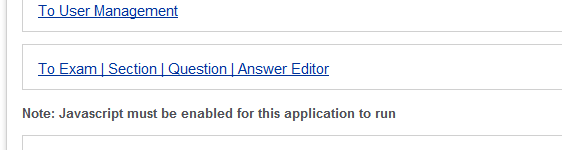 To User Management
To Exam | Section | Question | Answer Editor
Note: Javascript must be enabled for this application to run